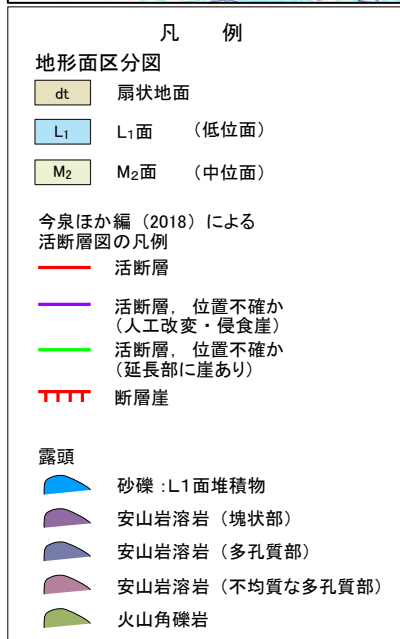 凡　例
地形面区分図
dt　扇状地面
L₁　L₁面　（低位面）
M₂　M₂面　（中位面）
今泉ほか編（2018）による
活断層図の凡例
活断層
活断層，位置不確か
（人工改変・侵食崖）
活断層，位置不確か
（延長部に崖あり）
断層崖
露頭
砂礫：L1面堆積物
安山岩溶岩（塊状部）
安山岩溶岩（多孔質部）
安山岩溶岩（不均質な多孔質部）
火山角礫岩